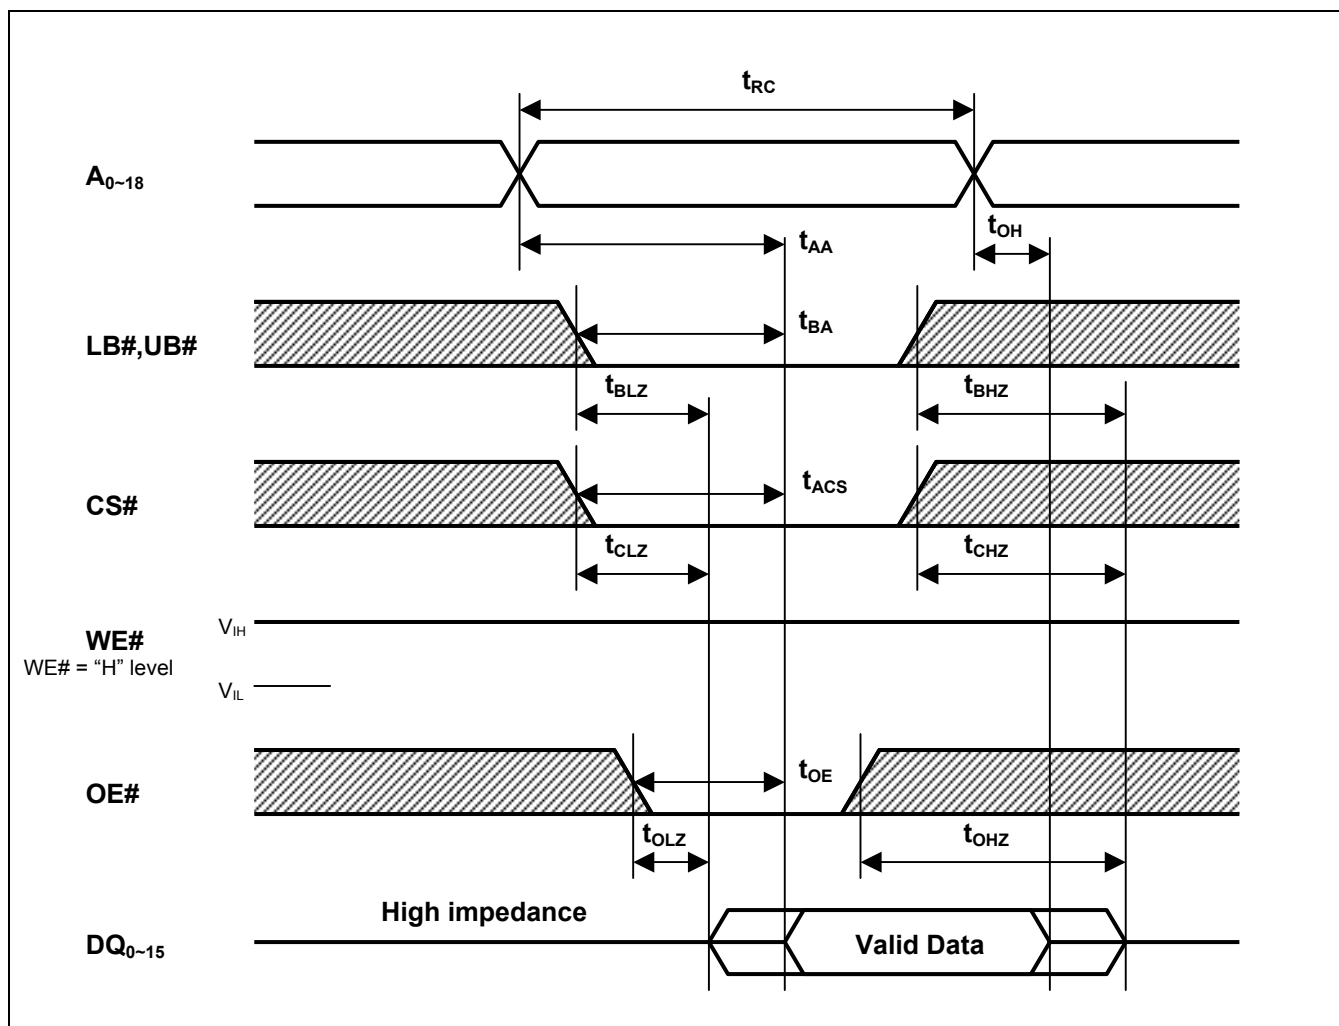 tRC
A0~18
tOH
tAA
tBA
LB#,UB#
tBLZ
tBHZ
tACS
CS#
tCLZ
tCHZ
VIH
WE#
WE# = “H” level
VIL
tOE
OE#
tOLZ
tOHZ
High impedance
DQ0~15
Valid Data